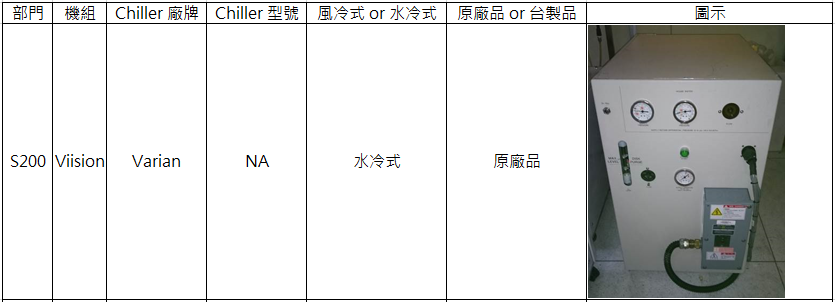 部門 機組 Chiller 廠牌 Chiller 型號 風冷式 or 水冷式 原廠品 or 台製品 圖示
S200 Viision Varian NA 水冷式 原廠品